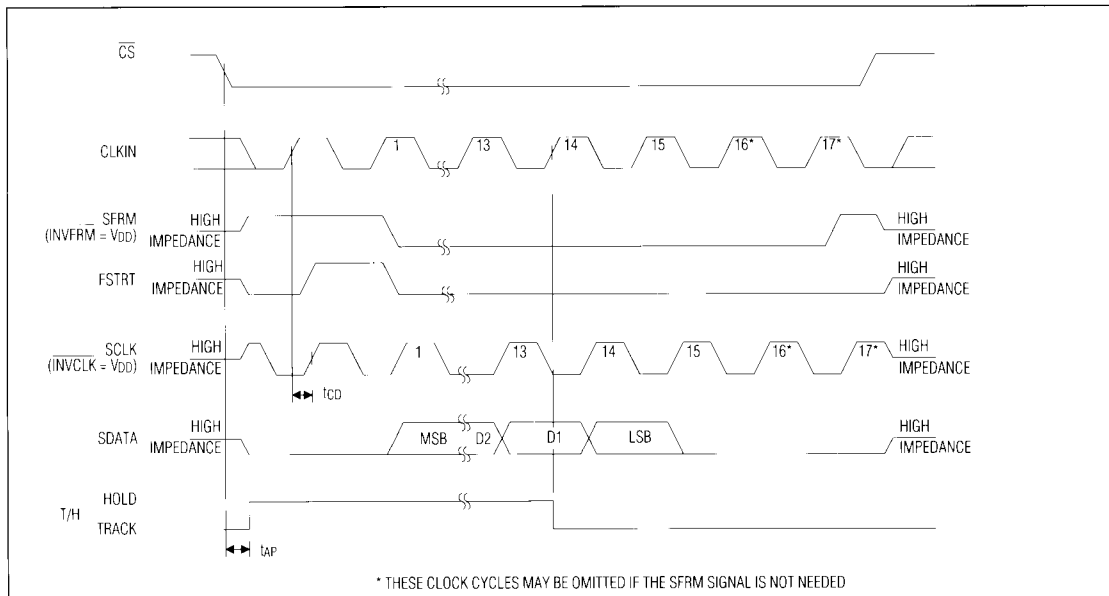 CS
CLKIN
1 13 14 15 16* 17*
SFRM
(INVFRM = VDD)
HIGH
IMPEDANCE
HIGH
IMPEDANCE
FSTRT
HIGH
IMPEDANCE
HIGH
IMPEDANCE
SCLK
(INVCLK = VDD)
HIGH
IMPEDANCE
1 13 14 15 16* 17*
HIGH
IMPEDANCE
tCD
SDATA
HIGH
IMPEDANCE
MSB D2 D1 LSB
HIGH
IMPEDANCE
T/H
HOLD
TRACK
tAP
* THESE CLOCK CYCLES MAY BE OMITTED IF THE SFRM SIGNAL IS NOT NEEDED